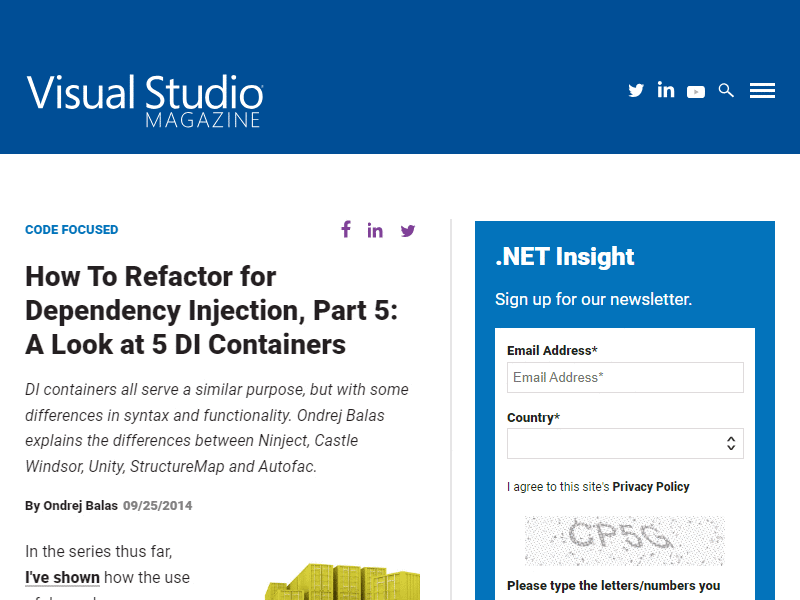 Visual Studio
MAGAZINE
CODE FOCUSED
How To Refactor for
Dependency Injection, Part 5:
A Look at 5 DI Containers
DI containers all serve a similar purpose, but with some
differences in syntax and functionality. Ondrej Balas
explains the differences between Ninject, Castle
Windsor, Unity, StructureMap and Autofac.
By Ondrej Balas 09/25/2014
In the series thus far,
I've shown how the use
.NET Insight
Sign up for our newsletter.
Email Address*
Email Address*
Country*
I agree to this site's Privacy Policy
CP5G
Please type the letters/numbers you